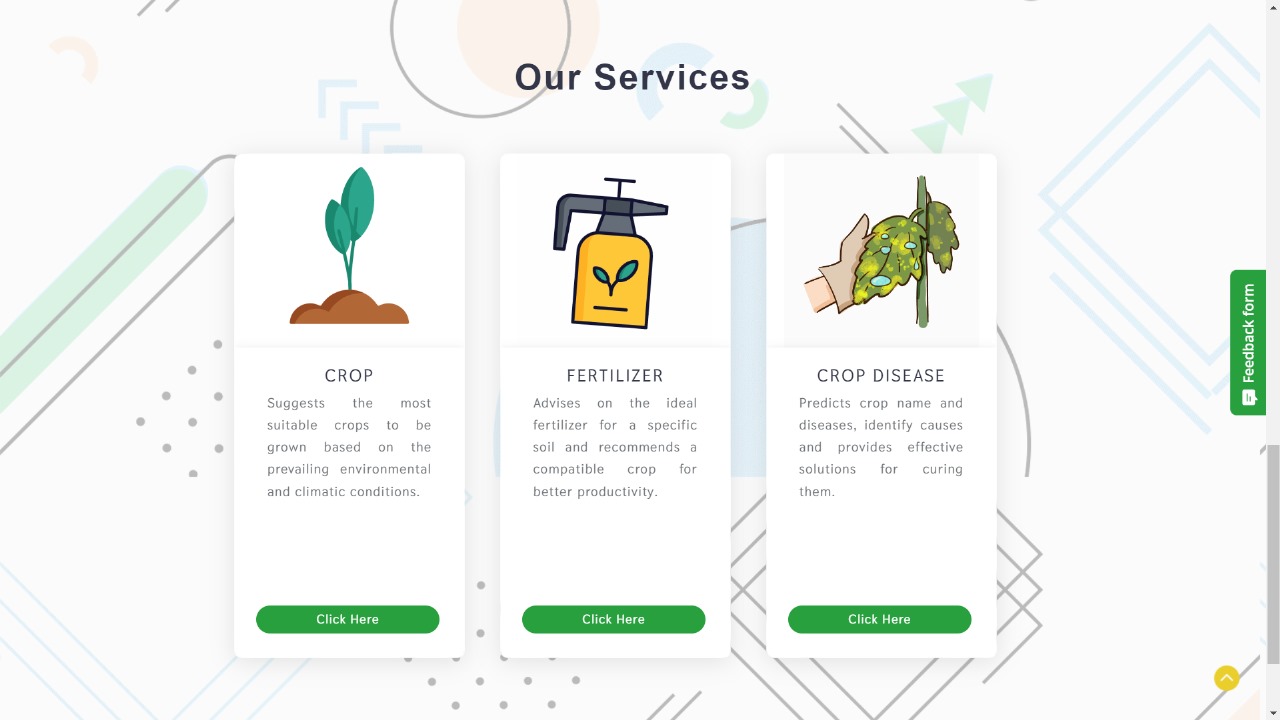 Our Services
CROP
Suggests the most
suitable crops to be
grown based on the
prevailing environmental
and climatic conditions.
Click Here
FERTILIZER
Advises on the ideal
fertilizer for a specific
soil and recommends a
compatible crop for
better productivity.
Click Here
CROP DISEASE
Predicts crop name and
diseases, identify causes
and provides effective
solutions for curing
them.
Click Here
Feedback form